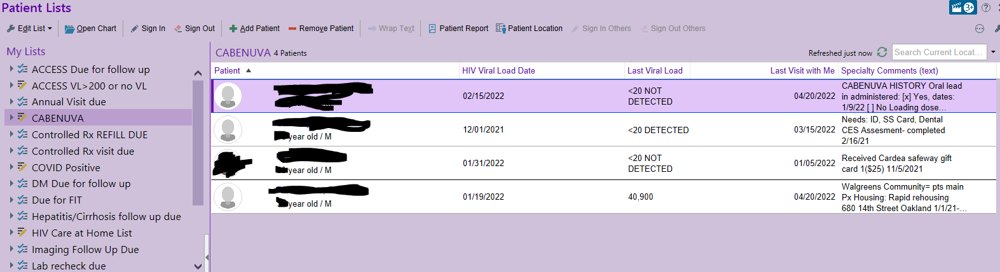 Patient Lists
3+
Edit List
Open Chart
Sign In
Sign Out
Add Patient
Remove Patient
Wrap Text
Patient Report
Patient Location
Sign In Others
Sign Out Others
My Lists
ACCESS Due for follow up
ACCESS VL>200 or no VL
Annual Visit due
CABENUVA
Controlled Rx REFILL DUE
Controlled Rx visit due
COVID Positive
DM Due for follow up
Due for FIT
Hepatitis/Cirrhosis follow up due
HIV Care at Home List
Imaging Follow Up Due
Lab recheck due
CABENUVA 4 Patients
Refreshed just now
Search Current Locat...
Patient HIV Viral Load Date Last Viral Load Last Visit with Me Specialty Comments (text)
02/15/2022
<20 NOT
DETECTED
04/20/2022
CABENUVA HISTORY Oral lead
in administered: [x] Yes, dates:
1/9/22 [ ] No Loading dose...
year old / M
12/01/2021
<20 DETECTED
03/15/2022
Needs: ID, SS Card, Dental
CES Assesment- completed
2/16/21
year old / M
01/31/2022
<20 NOT
DETECTED
01/05/2022
Received Cardea safeway gift
card 1($25) 11/5/2021
year old / M
01/19/2022
40,900
04/20/2022
Walgreens Community= pts main
Px Housing: Rapid rehousing
680 14th Street Oakland 1/1/21-...